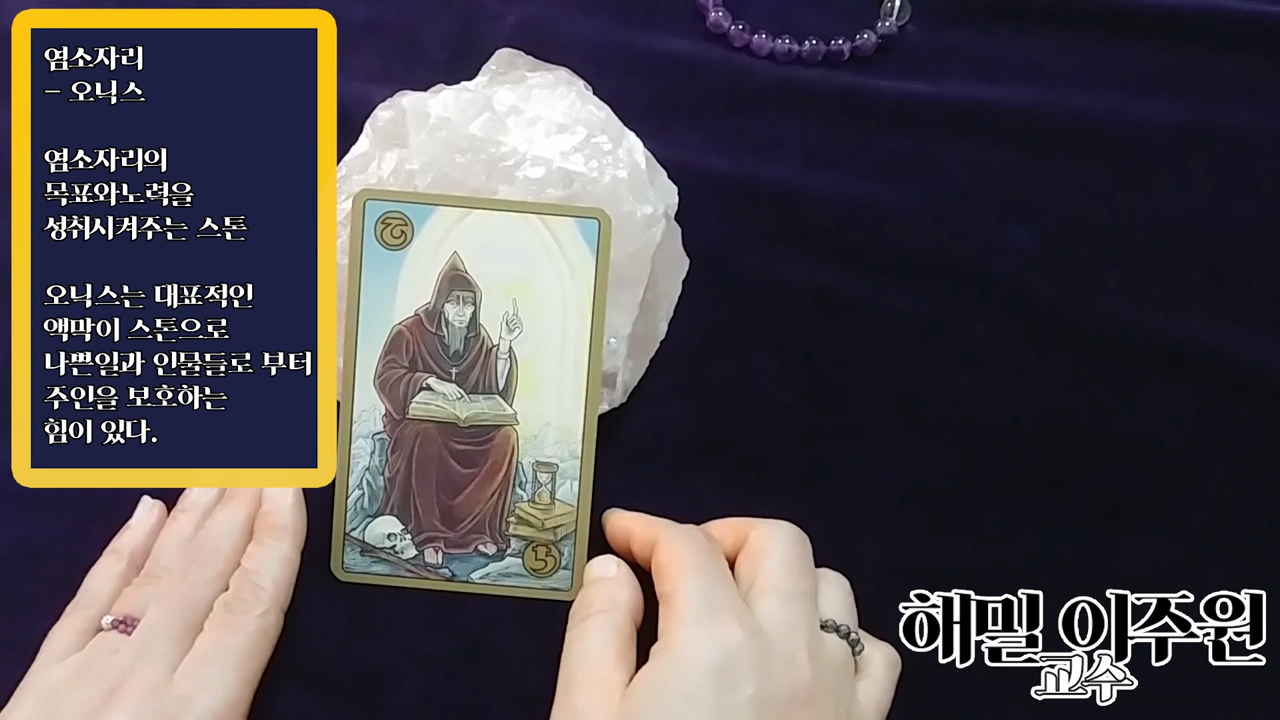 염소자리
- 오닉스
염소자리의
목표와노력을
성취시켜주는 스톤
오닉스는 대표적인
액막이 스톤으로
나쁜일과 인물들로 부터
주인을 보호하는
힘이 있다.
해밀 이주원
교수